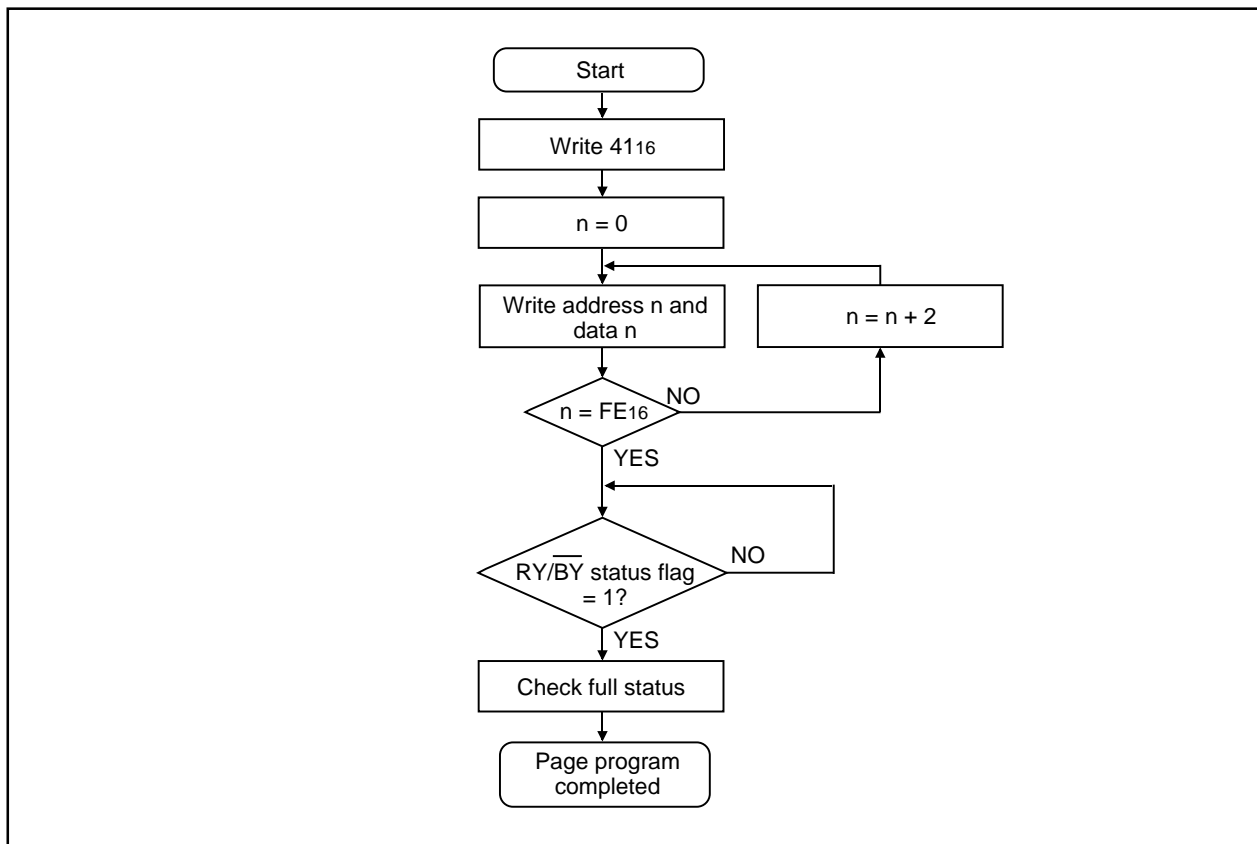 Start
Write 4116
n = 0
Write address n and
data n
n = n + 2
n = FE16
NO
YES
RY/B̅Y̅ status flag
= 1?
NO
YES
Check full status
Page program
completed